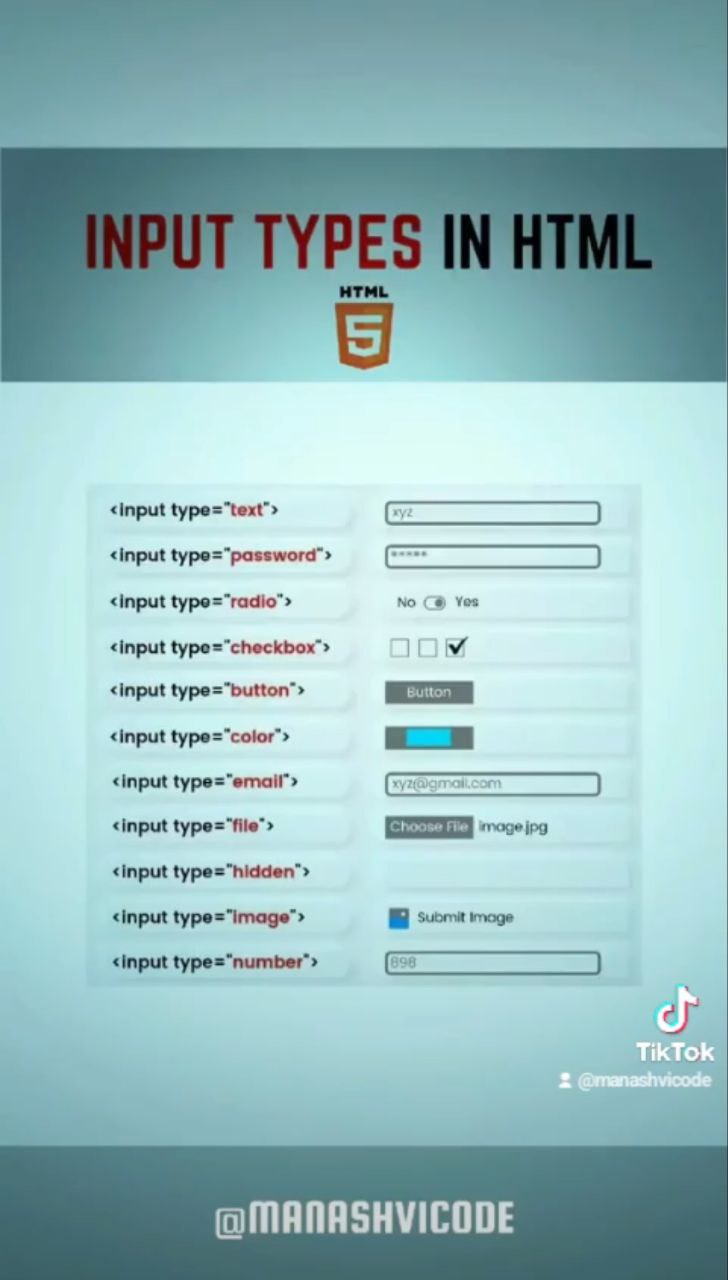 INPUT TYPES IN HTML
HTML
5
<input type="text"> xyz
<input type="password"> *****
<input type="radio"> No Yes
<input type="checkbox">
<input type="button"> Button
<input type="color">
<input type="email"> xyz@gmail.com
<input type="file"> Choose File image.jpg
<input type="hidden">
<input type="image"> Submit Image
<input type="number"> 898
TikTok
@manashvicode
@MANASHVICODE